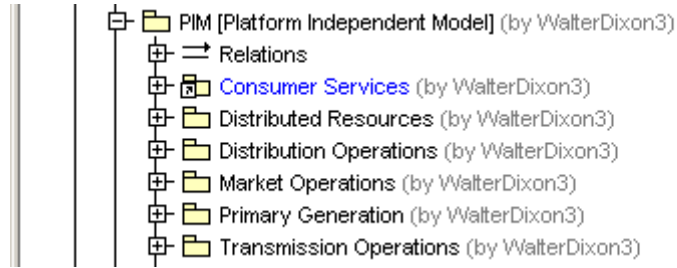 PIM [Platform Independent Model] (by WalterDixon3)
Relations
Consumer Services (by WalterDixon3)
Distributed Resources (by WalterDixon3)
Distribution Operations (by WalterDixon3)
Market Operations (by WalterDixon3)
Primary Generation (by WalterDixon3)
Transmission Operations (by WalterDixon3)